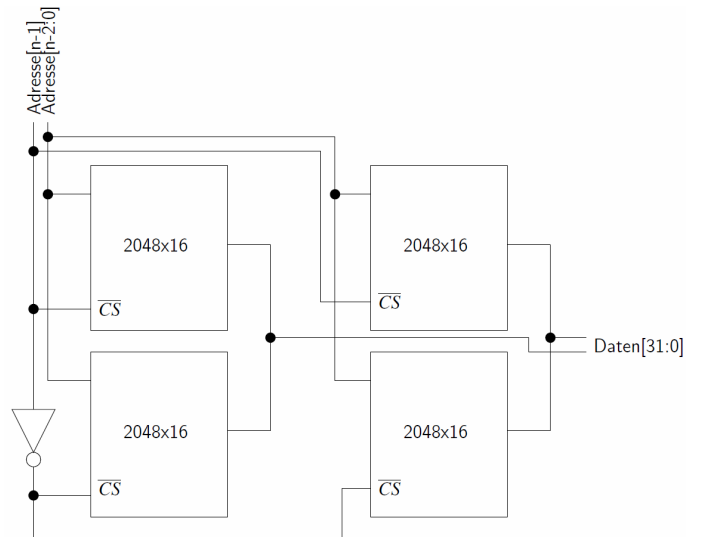 Adresse[n-1]
Adresse[n-2:0]
2048x16
2048x16
CS
CS
Daten[31:0]
2048x16
2048x16
CS
CS